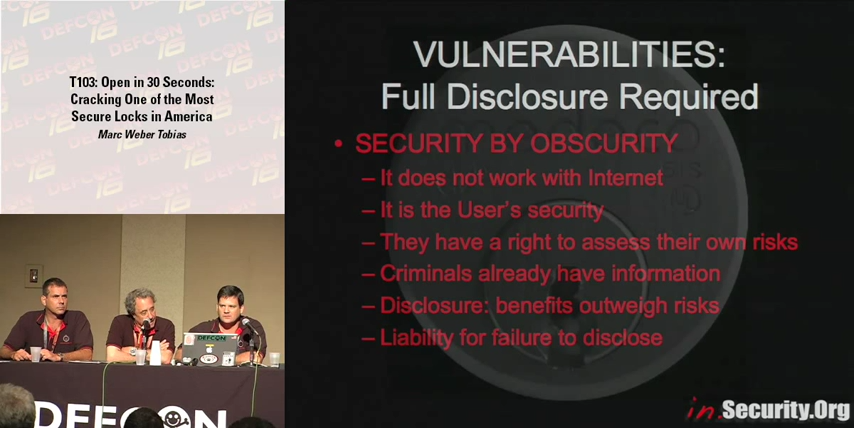 T103: Open in 30 Seconds:
Cracking One of the Most
Secure Locks in America
Marc Weber Tobias
DEFCON
16
VULNERABILITIES:
Full Disclosure Required
• SECURITY BY OBSCURITY
– It does not work with Internet
– It is the User's security
– They have a right to assess their own risks
– Criminals already have information
– Disclosure: benefits outweigh risks
– Liability for failure to disclose
in.Security.Org
DEFCON
DEFCON